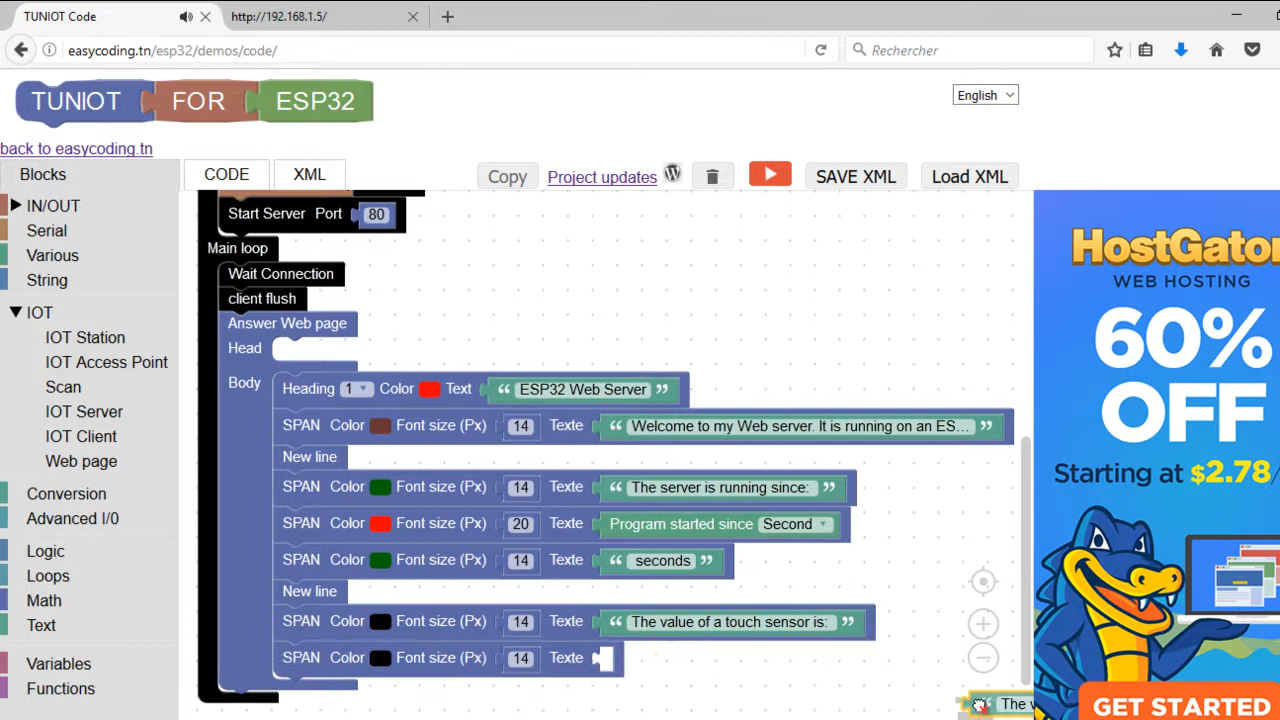 TUNIOT Code
http://192.168.1.5/
easycoding.tn/esp32/demos/code/
Rechercher
TUNIOT FOR ESP32
English
back to easycoding.tn
Blocks
CODE
XML
Copy
Project updates
SAVE XML
Load XML
IN/OUT
Serial
Various
String
IOT
IOT Station
IOT Access Point
Scan
IOT Server
IOT Client
Web page
Conversion
Advanced I/0
Logic
Loops
Math
Text
Variables
Functions
Start Server Port 80
Main loop
Wait Connection
client flush
Answer Web page
Head
Body
Heading 1 Color Text “ ESP32 Web Server ”
SPAN Color Font size (Px) 14 Texte “ Welcome to my Web server. It is running on an ES... ”
New line
SPAN Color Font size (Px) 14 Texte “ The server is running since: ”
SPAN Color Font size (Px) 20 Texte Program started since Second
SPAN Color Font size (Px) 14 Texte “ seconds ”
New line
SPAN Color Font size (Px) 14 Texte “ The value of a touch sensor is: ”
SPAN Color Font size (Px) 14 Texte
The
HostGator
WEB HOSTING
60%
OFF
Starting at $2.78
GET STARTED